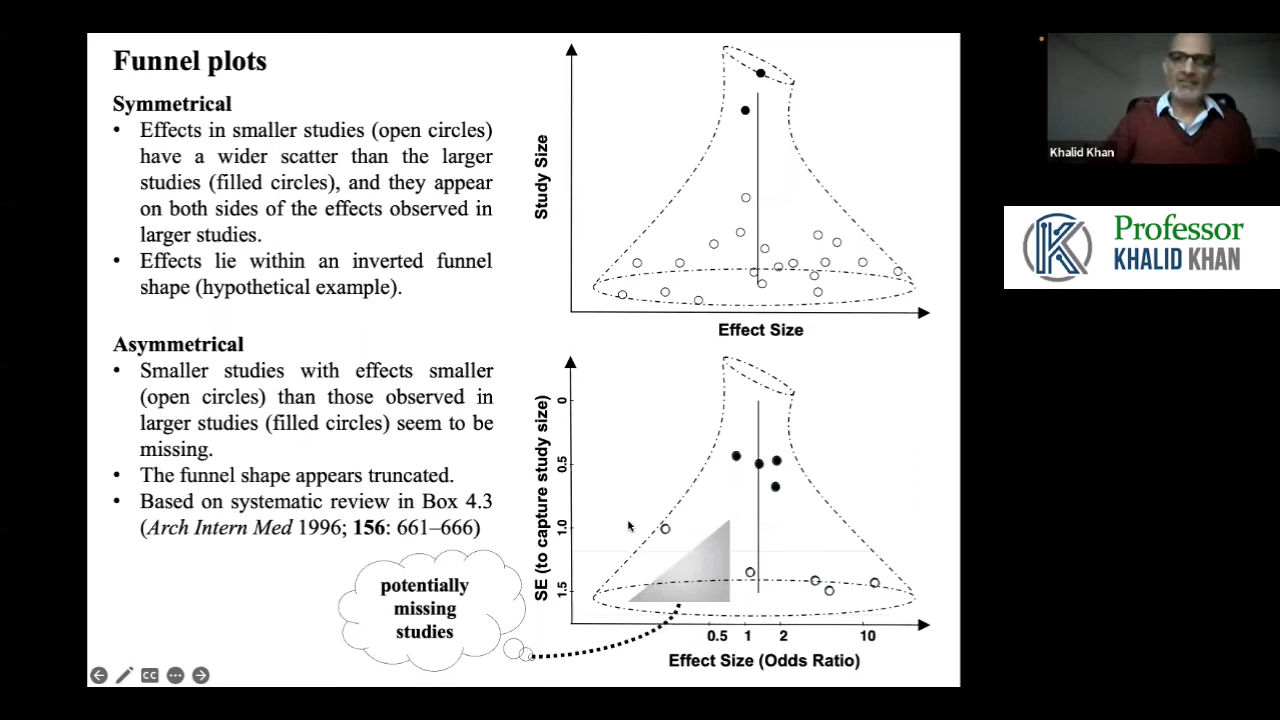 Funnel plots
Symmetrical
• Effects in smaller studies (open circles)
have a wider scatter than the larger
studies (filled circles), and they appear
on both sides of the effects observed in
larger studies.
• Effects lie within an inverted funnel
shape (hypothetical example).
Asymmetrical
• Smaller studies with effects smaller
(open circles) than those observed in
larger studies (filled circles) seem to be
missing.
• The funnel shape appears truncated.
• Based on systematic review in Box 4.3
(Arch Intern Med 1996; 156: 661–666)
potentially
missing
studies
Study Size
Effect Size
SE (to capture study size)
0
0.5
1.0
1.5
0.5 1 2 10
Effect Size (Odds Ratio)
CC
Khalid Khan
K
Professor
KHALID KHAN